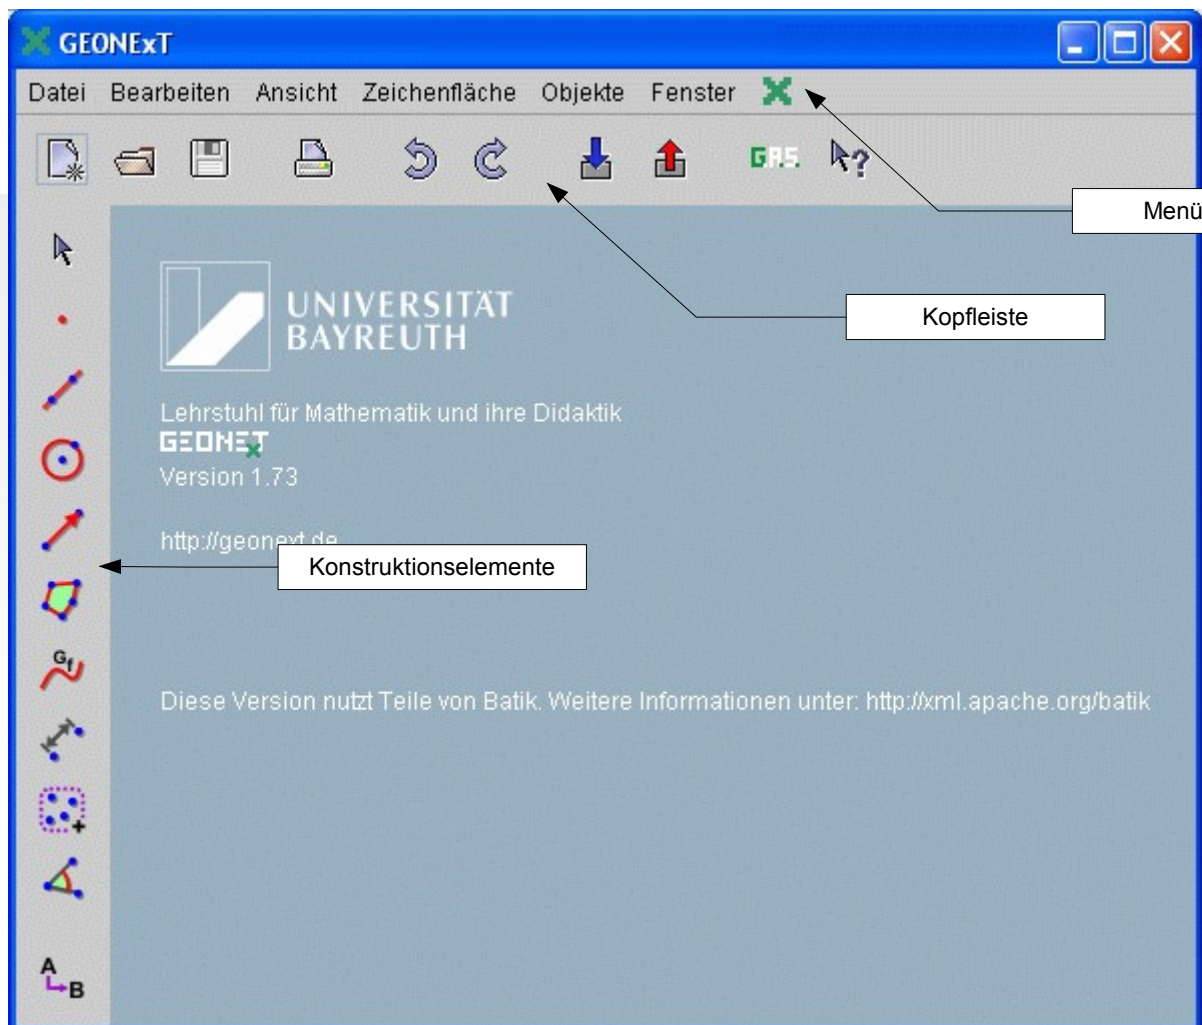 GEONExT
Datei Bearbeiten Ansicht Zeichenfläche Objekte Fenster
G.A.S. ?
Menü
UNIVERSITÄT
BAYREUTH
Kopfleiste
Lehrstuhl für Mathematik und ihre Didaktik
GEONExT
Version 1.73
http://geonext.de
Konstruktionselemente
Gf
Diese Version nutzt Teile von Batik. Weitere Informationen unter: http://xml.apache.org/batik
A
B